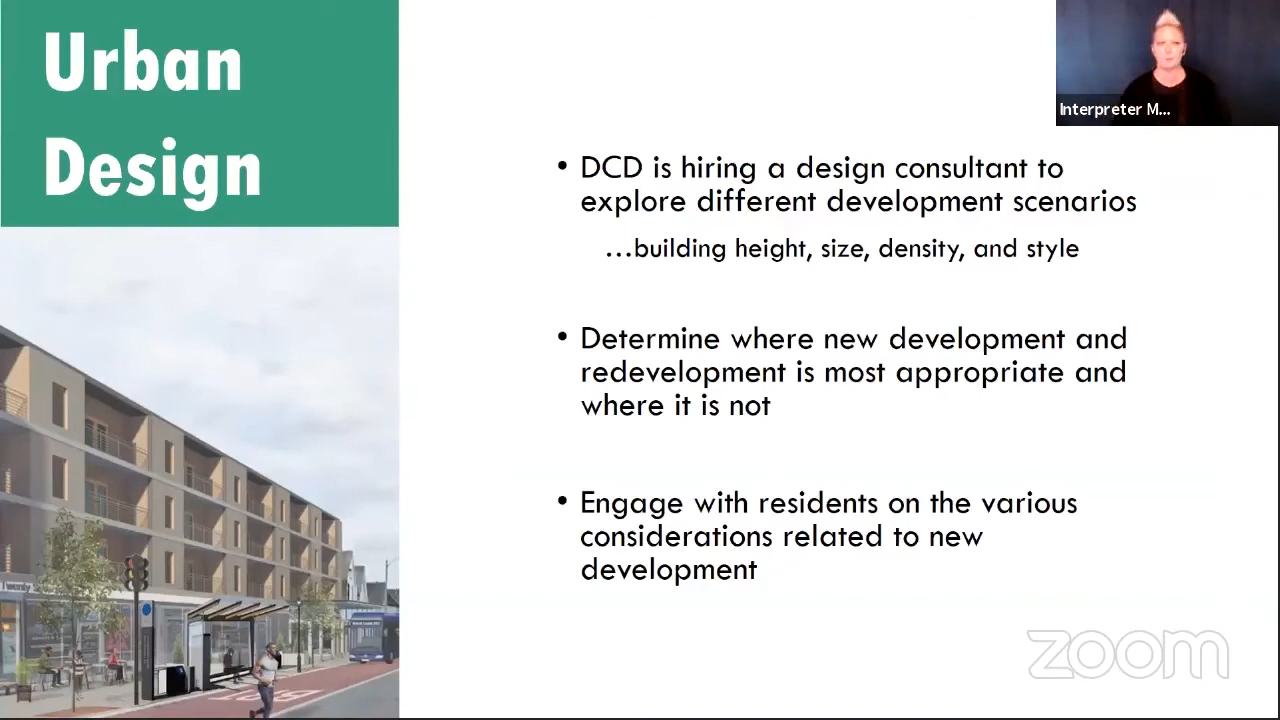 Urban
Design
Interpreter M...
• DCD is hiring a design consultant to
explore different development scenarios
...building height, size, density, and style
• Determine where new development and
redevelopment is most appropriate and
where it is not
• Engage with residents on the various
considerations related to new
development
zoom